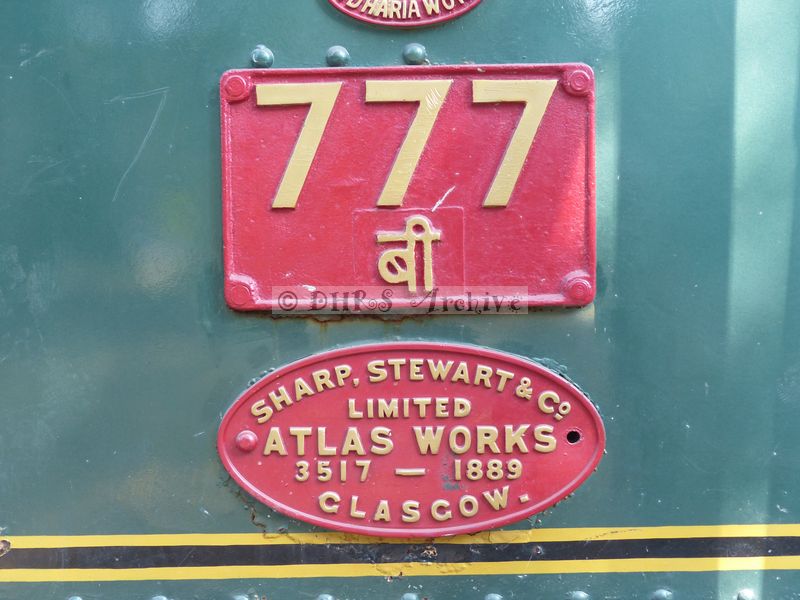 777
बी
© DHRS Archive
SHARP, STEWART & Co
LIMITED
ATLAS WORKS
3517 — 1889
GLASGOW.